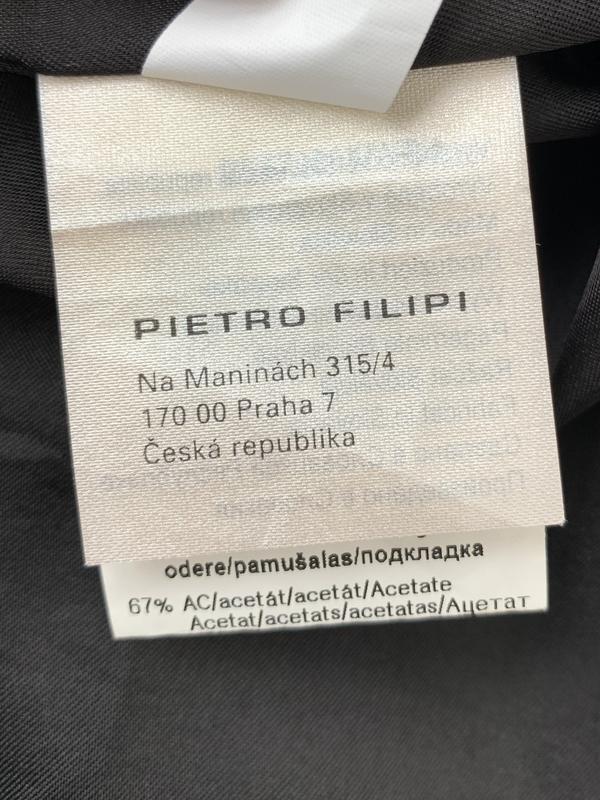 PIETRO FILIPI
Na Maninách 315/4
170 00 Praha 7
Česká republika
odere/pamušalas/подкладка
67% AC/acetát/acetát/Acetate
Acetat/acetats/acetatas/Ацетат